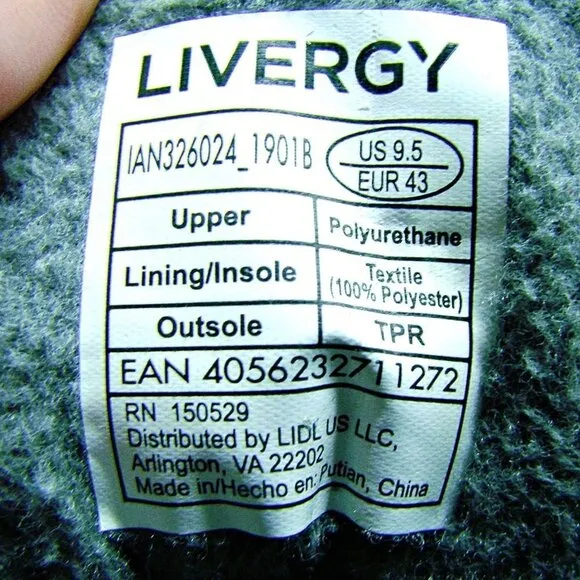 LIVERGY
IAN326024_1901B
US 9.5
EUR 43
Upper
Polyurethane
Lining/Insole
Textile
(100% Polyester)
Outsole
TPR
EAN 4056232711272
RN 150529
Distributed by LIDL US LLC,
Arlington, VA 22202
Made in/Hecho en: Putian, China